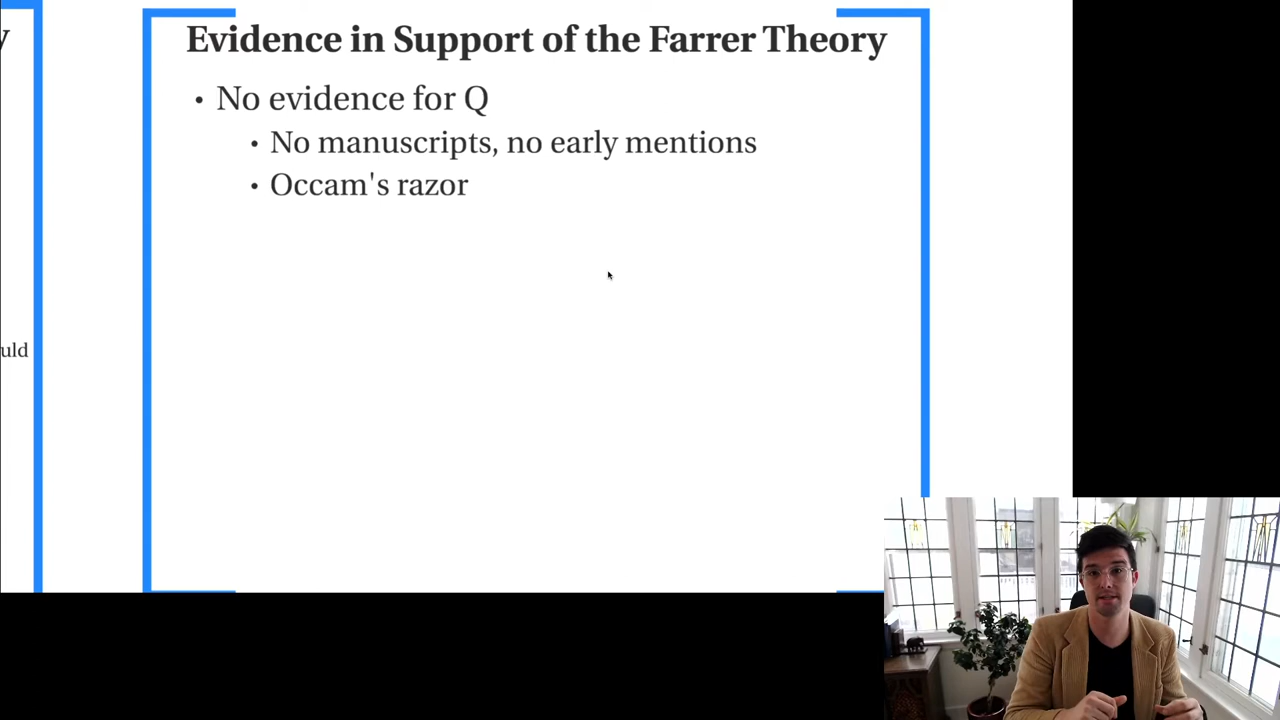 Evidence in Support of the Farrer Theory
• No evidence for Q
• No manuscripts, no early mentions
• Occam's razor
y
uld